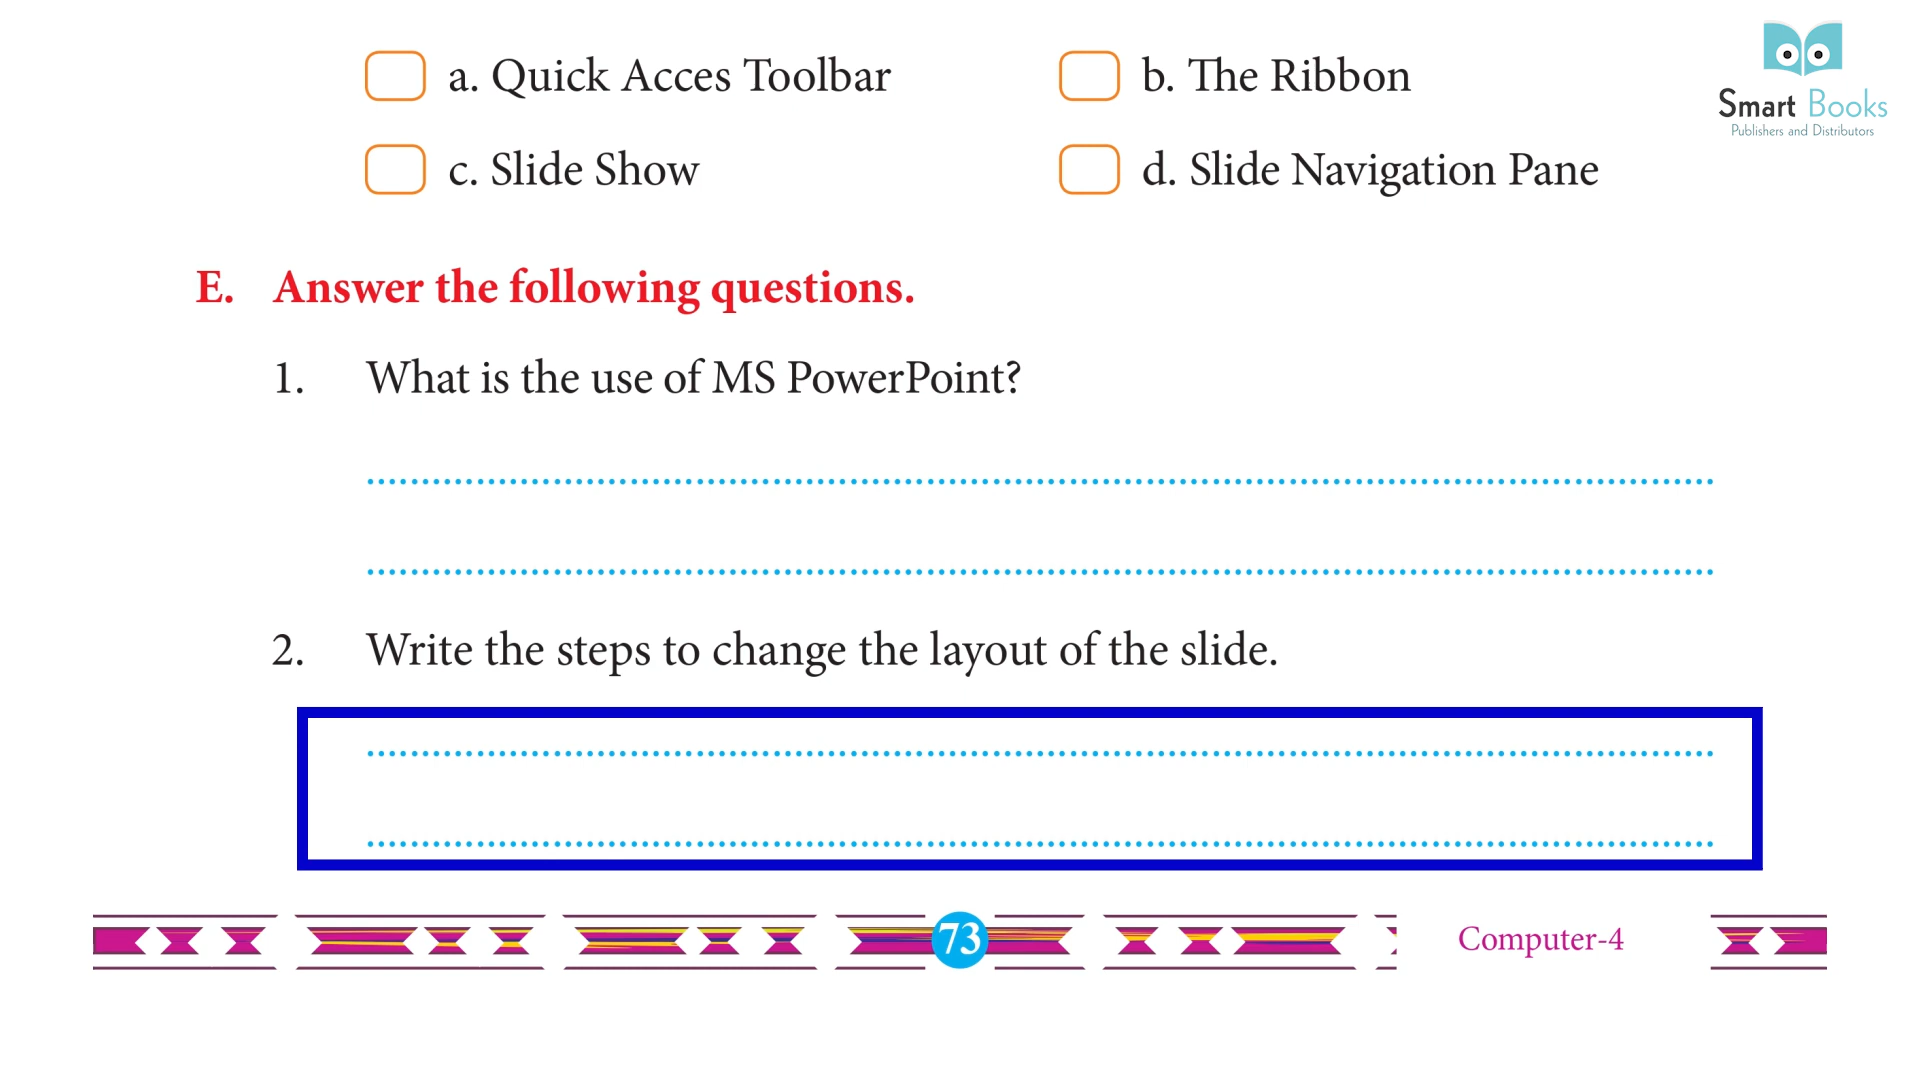 a. Quick Acces Toolbar
b. The Ribbon
Smart Books
Publishers and Distributors
c. Slide Show
d. Slide Navigation Pane
E. Answer the following questions.
1. What is the use of MS PowerPoint?
2. Write the steps to change the layout of the slide.
73
Computer-4